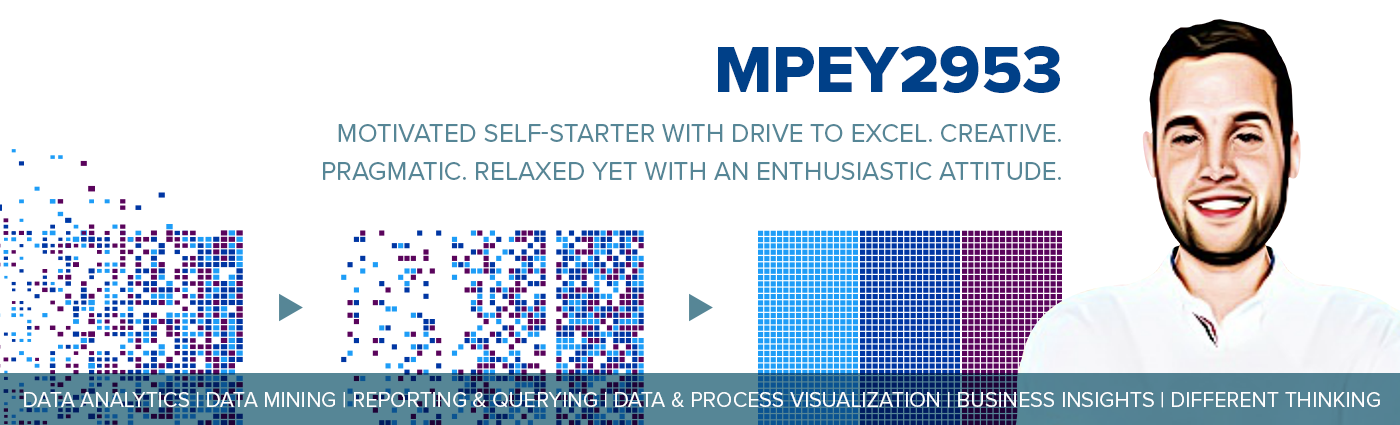 MPEY2953
MOTIVATED SELF-STARTER WITH DRIVE TO EXCEL. CREATIVE.
PRAGMATIC. RELAXED YET WITH AN ENTHUSIASTIC ATTITUDE.
DATA ANALYTICS | DATA MINING | REPORTING & QUERYING | DATA & PROCESS VISUALIZATION | BUSINESS INSIGHTS | DIFFERENT THINKING